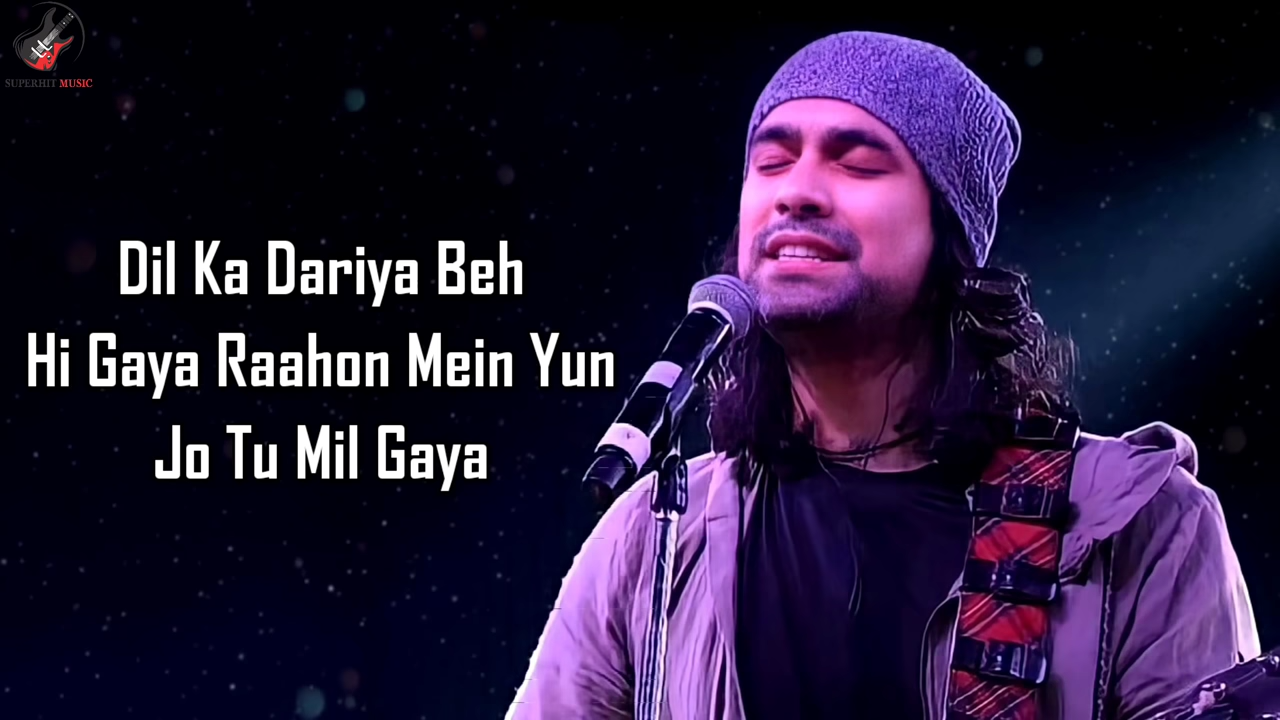 SUPERHIT MUSIC
Dil Ka Dariya Beh
Hi Gaya Raahon Mein Yun
Jo Tu Mil Gaya